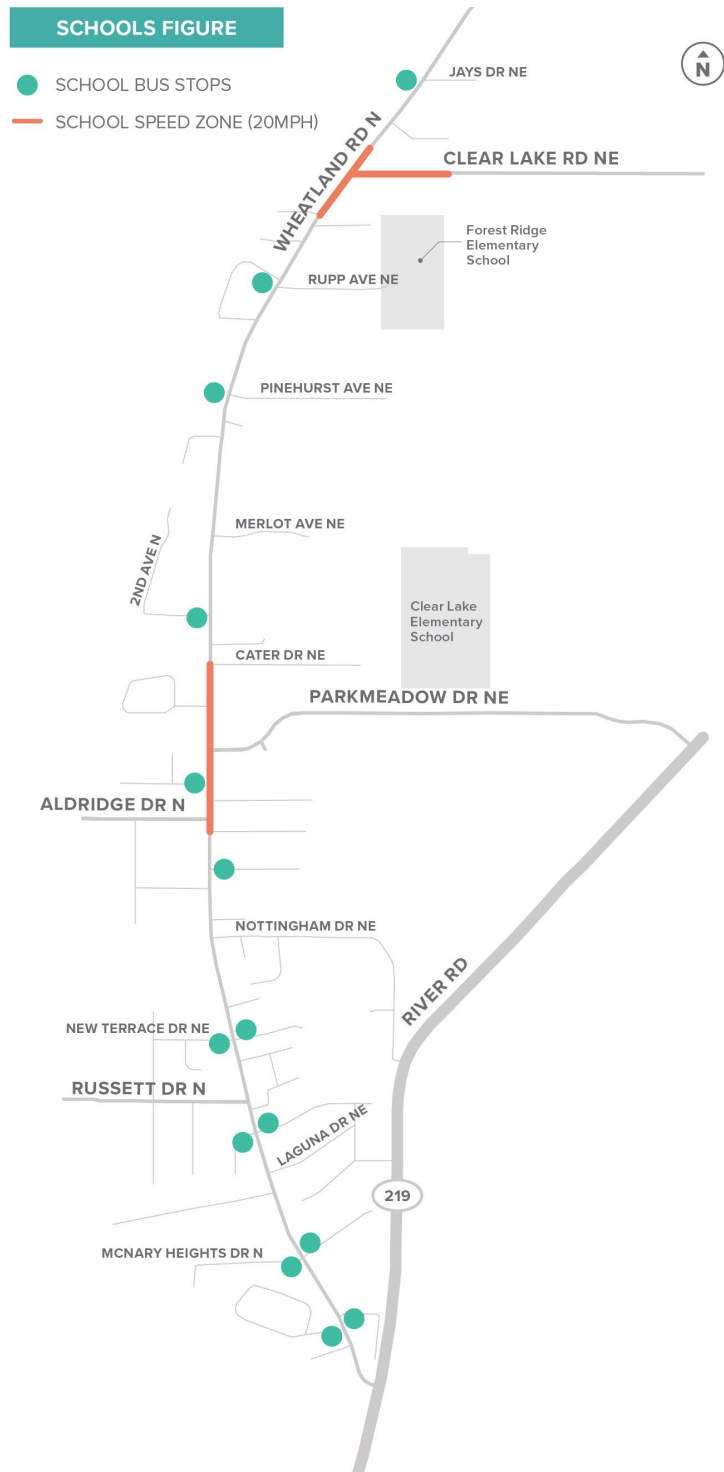 SCHOOLS FIGURE
SCHOOL BUS STOPS
SCHOOL SPEED ZONE (20MPH)
N
JAYS DR NE
WHEATLAND RD N
CLEAR LAKE RD NE
Forest Ridge
Elementary
School
RUPP AVE NE
PINEHURST AVE NE
MERLOT AVE NE
2ND AVE N
Clear Lake
Elementary
School
CATER DR NE
PARKMEADOW DR NE
ALDRIDGE DR N
NOTTINGHAM DR NE
RIVER RD
NEW TERRACE DR NE
RUSSETT DR N
LAGUNA DR NE
219
MCNARY HEIGHTS DR N